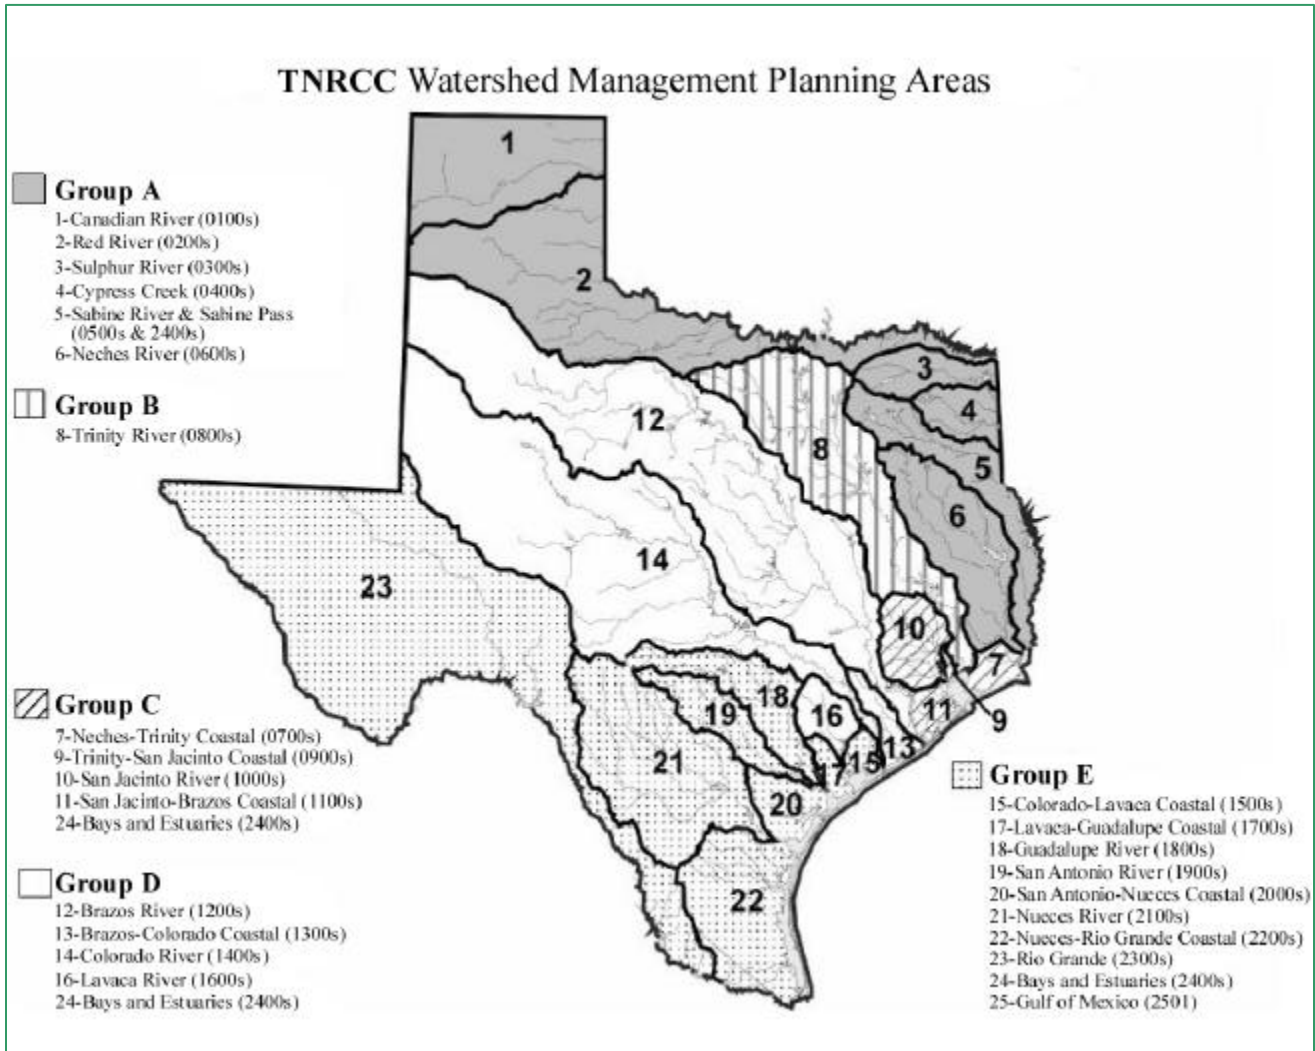 TNRCC Watershed Management Planning Areas
Group A
1-Canadian River (0100s)
2-Red River (0200s)
3-Sulphur River (0300s)
4-Cypress Creek (0400s)
5-Sabine River & Sabine Pass
(0500s & 2400s)
6-Neches River (0600s)
Group B
8-Trinity River (0800s)
Group C
7-Neches-Trinity Coastal (0700s)
9-Trinity-San Jacinto Coastal (0900s)
10-San Jacinto River (1000s)
11-San Jacinto-Brazos Coastal (1100s)
24-Bays and Estuaries (2400s)
Group D
12-Brazos River (1200s)
13-Brazos-Colorado Coastal (1300s)
14-Colorado River (1400s)
16-Lavaca River (1600s)
24-Bays and Estuaries (2400s)
1
2
3
4
12
8
5
6
14
23
10
7
18
19
16
11
9
13
15
17
21
20
22
Group E
15-Colorado-Lavaca Coastal (1500s)
17-Lavaca-Guadalupe Coastal (1700s)
18-Guadalupe River (1800s)
19-San Antonio River (1900s)
20-San Antonio-Nueces Coastal (2000s)
21-Nueces River (2100s)
22-Nueces-Rio Grande Coastal (2200s)
23-Rio Grande (2300s)
24-Bays and Estuaries (2400s)
25-Gulf of Mexico (2501)